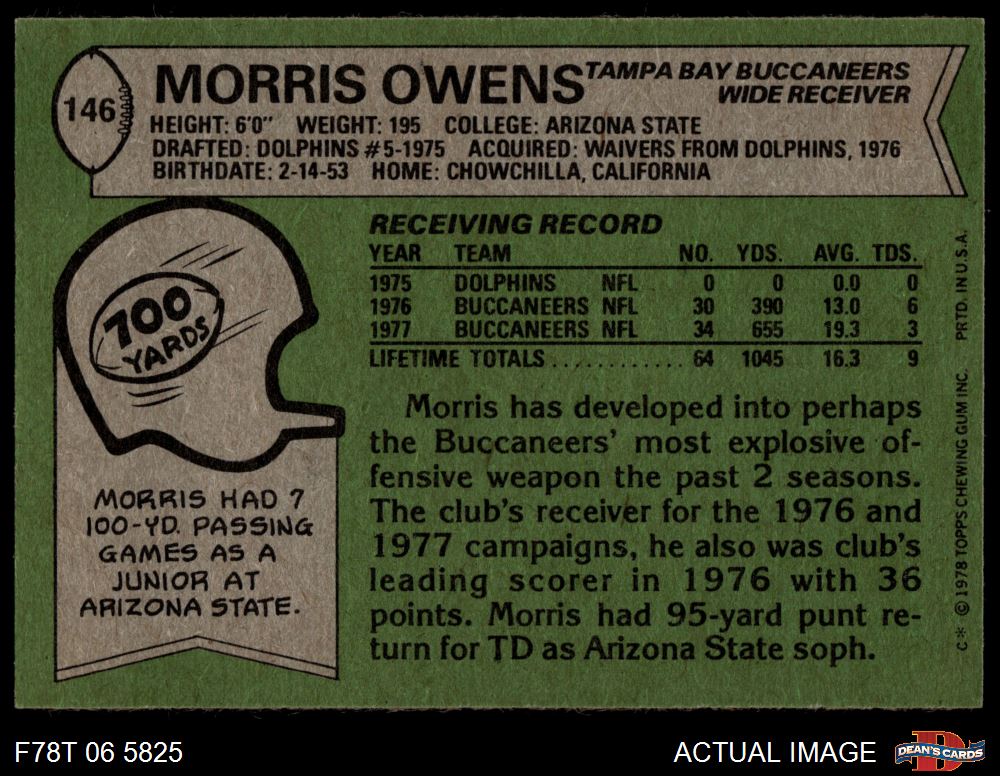 146
MORRIS OWENS
TAMPA BAY BUCCANEERS
WIDE RECEIVER
HEIGHT: 6'0" WEIGHT: 195 COLLEGE: ARIZONA STATE
DRAFTED: DOLPHINS #5-1975 ACQUIRED: WAIVERS FROM DOLPHINS, 1976
BIRTHDATE: 2-14-53 HOME: CHOWCHILLA, CALIFORNIA
700
YARDS
MORRIS HAD 7
100-YD. PASSING
GAMES AS A
JUNIOR AT
ARIZONA STATE.
RECEIVING RECORD
YEAR TEAM NO. YDS. AVG. TDS.
1975 DOLPHINS NFL 0 0 0.0 0
1976 BUCCANEERS NFL 30 390 13.0 6
1977 BUCCANEERS NFL 34 655 19.3 3
LIFETIME TOTALS ............ 64 1045 16.3 9
Morris has developed into perhaps
the Buccaneers' most explosive of-
fensive weapon the past 2 seasons.
The club's receiver for the 1976 and
1977 campaigns, he also was club's
leading scorer in 1976 with 36
points. Morris had 95-yard punt re-
turn for TD as Arizona State soph.
C* © 1978 TOPPS CHEWING GUM INC. PRTD. IN U.S.A.
F78T 06 5825
ACTUAL IMAGE
D
DEAN'S CARDS